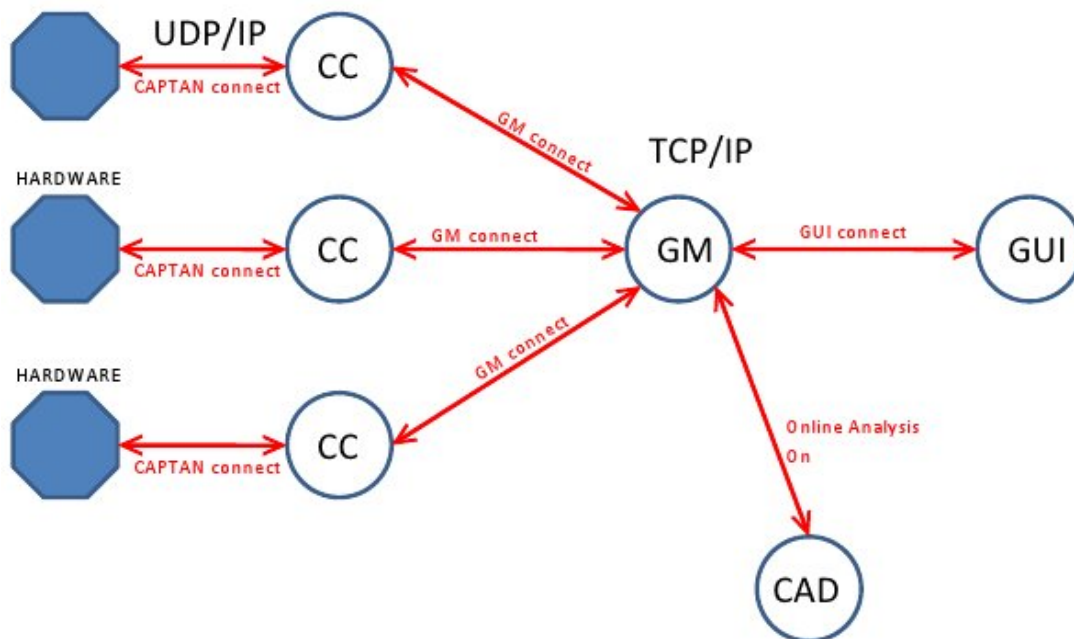 UDP/IP
CC
CAPTAN connect
GM connect
TCP/IP
HARDWARE
CC
CAPTAN connect
GM connect
GM
GUI connect
GUI
HARDWARE
GM connect
CC
CAPTAN connect
Online Analysis
On
CAD